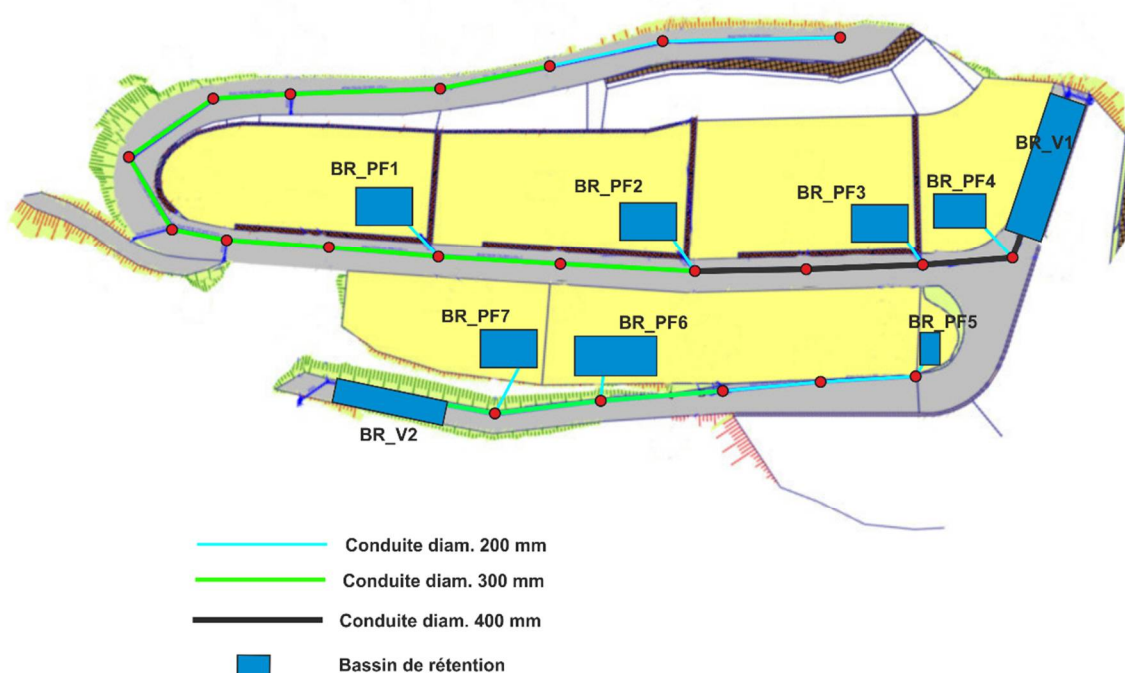 BR_V1
BR_PF1
BR_PF2
BR_PF3
BR_PF4
BR_PF7
BR_PF6
BR_PF5
BR_V2
Conduite diam. 200 mm
Conduite diam. 300 mm
Conduite diam. 400 mm
Bassin de rétention